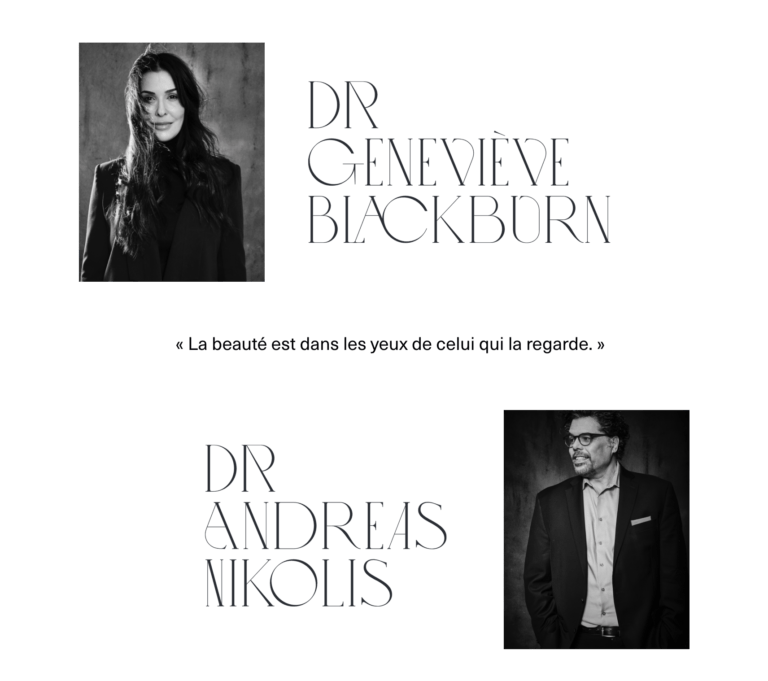 DR
GENEVIÈVE
BLACKBURN
« La beauté est dans les yeux de celui qui la regarde. »
DR
ANDREAS
NIKOLIS